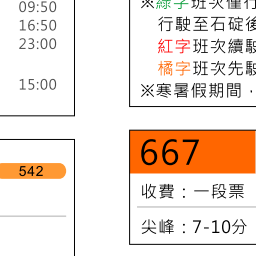 09:50
16:50
23:00
15:00
542
※綠字班次僅行
行駛至石碇後
紅字班次續駛
橘字班次先駛
※寒暑假期間，
667
收費：一段票
尖峰：7-10分